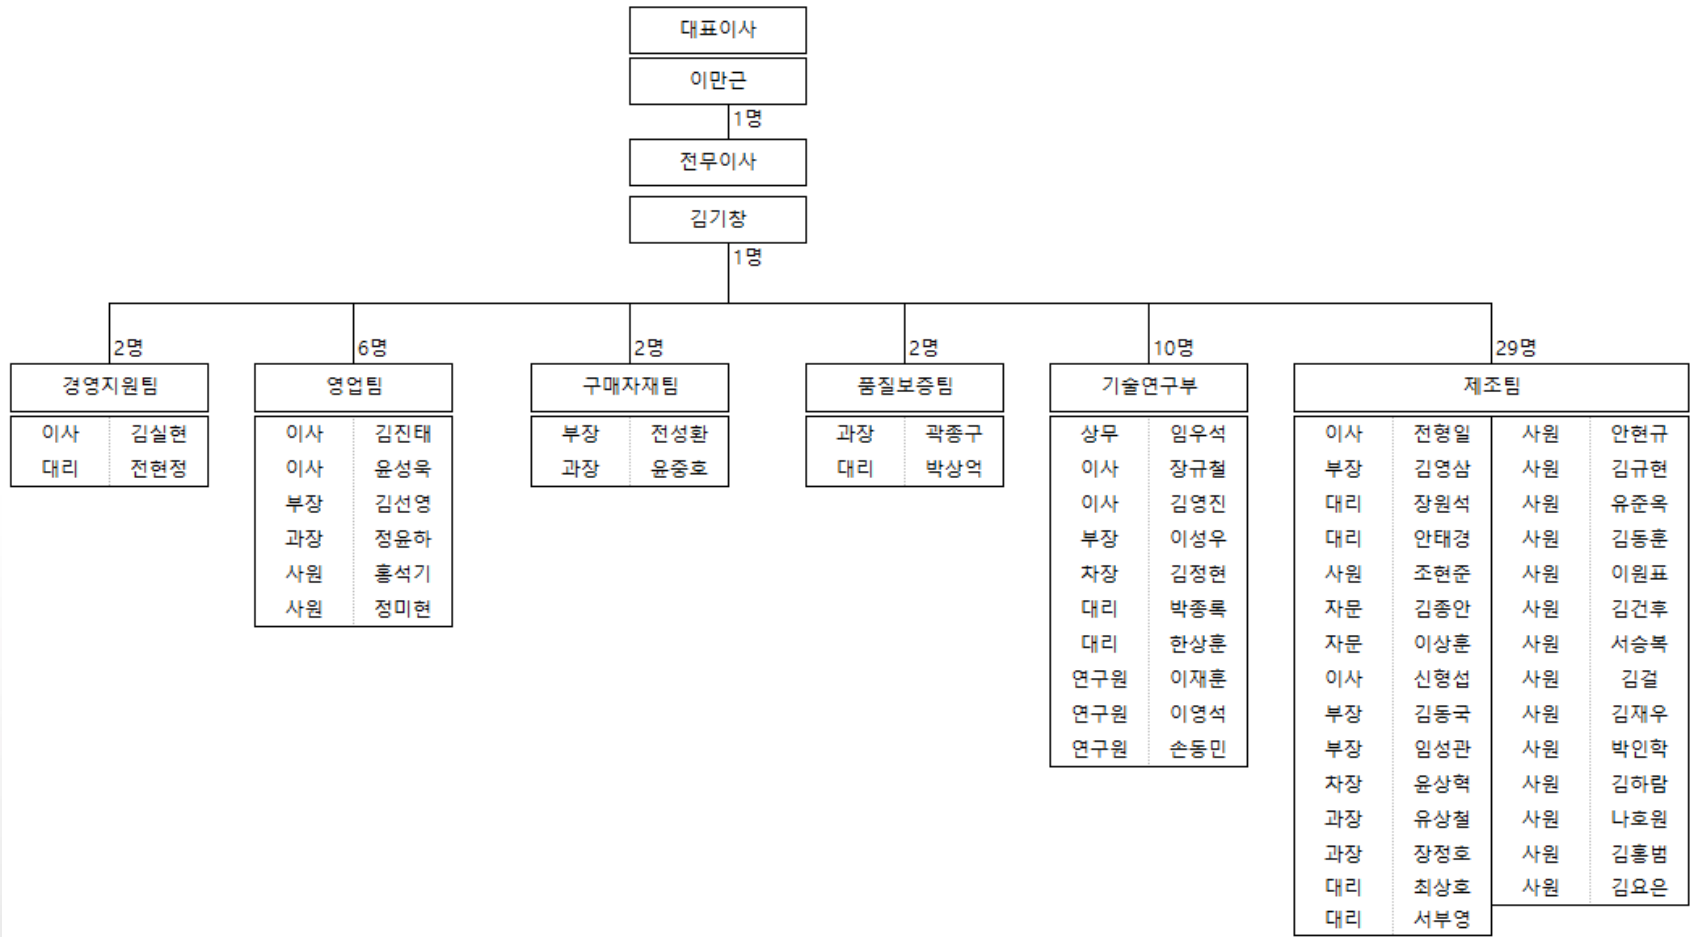 대표이사
이만근
1명
전무이사
김기창
1명
2명
경영지원팀
이사 김실현
대리 전현정
6명
영업팀
이사 김진태
이사 윤성욱
부장 김선영
과장 정윤하
사원 홍석기
사원 정미현
2명
구매자재팀
부장 전성환
과장 윤중호
2명
품질보증팀
과장 곽종구
대리 박상억
10명
기술연구부
상무 임우석
이사 장규철
이사 김영진
부장 이성우
차장 김정현
대리 박종록
대리 한상훈
연구원 이재훈
연구원 이영석
연구원 손동민
29명
제조팀
이사 전형일 사원 안현규
부장 김영삼 사원 김규현
대리 장원석 사원 유준옥
대리 안태경 사원 김동훈
사원 조현준 사원 이원표
자문 김종안 사원 김건후
자문 이상훈 사원 서승복
이사 신형섭 사원 김걸
부장 김동국 사원 김재우
부장 임성관 사원 박인학
차장 윤상혁 사원 김하람
과장 유상철 사원 나호원
과장 장정호 사원 김홍범
대리 최상호 사원 김요은
대리 서부영